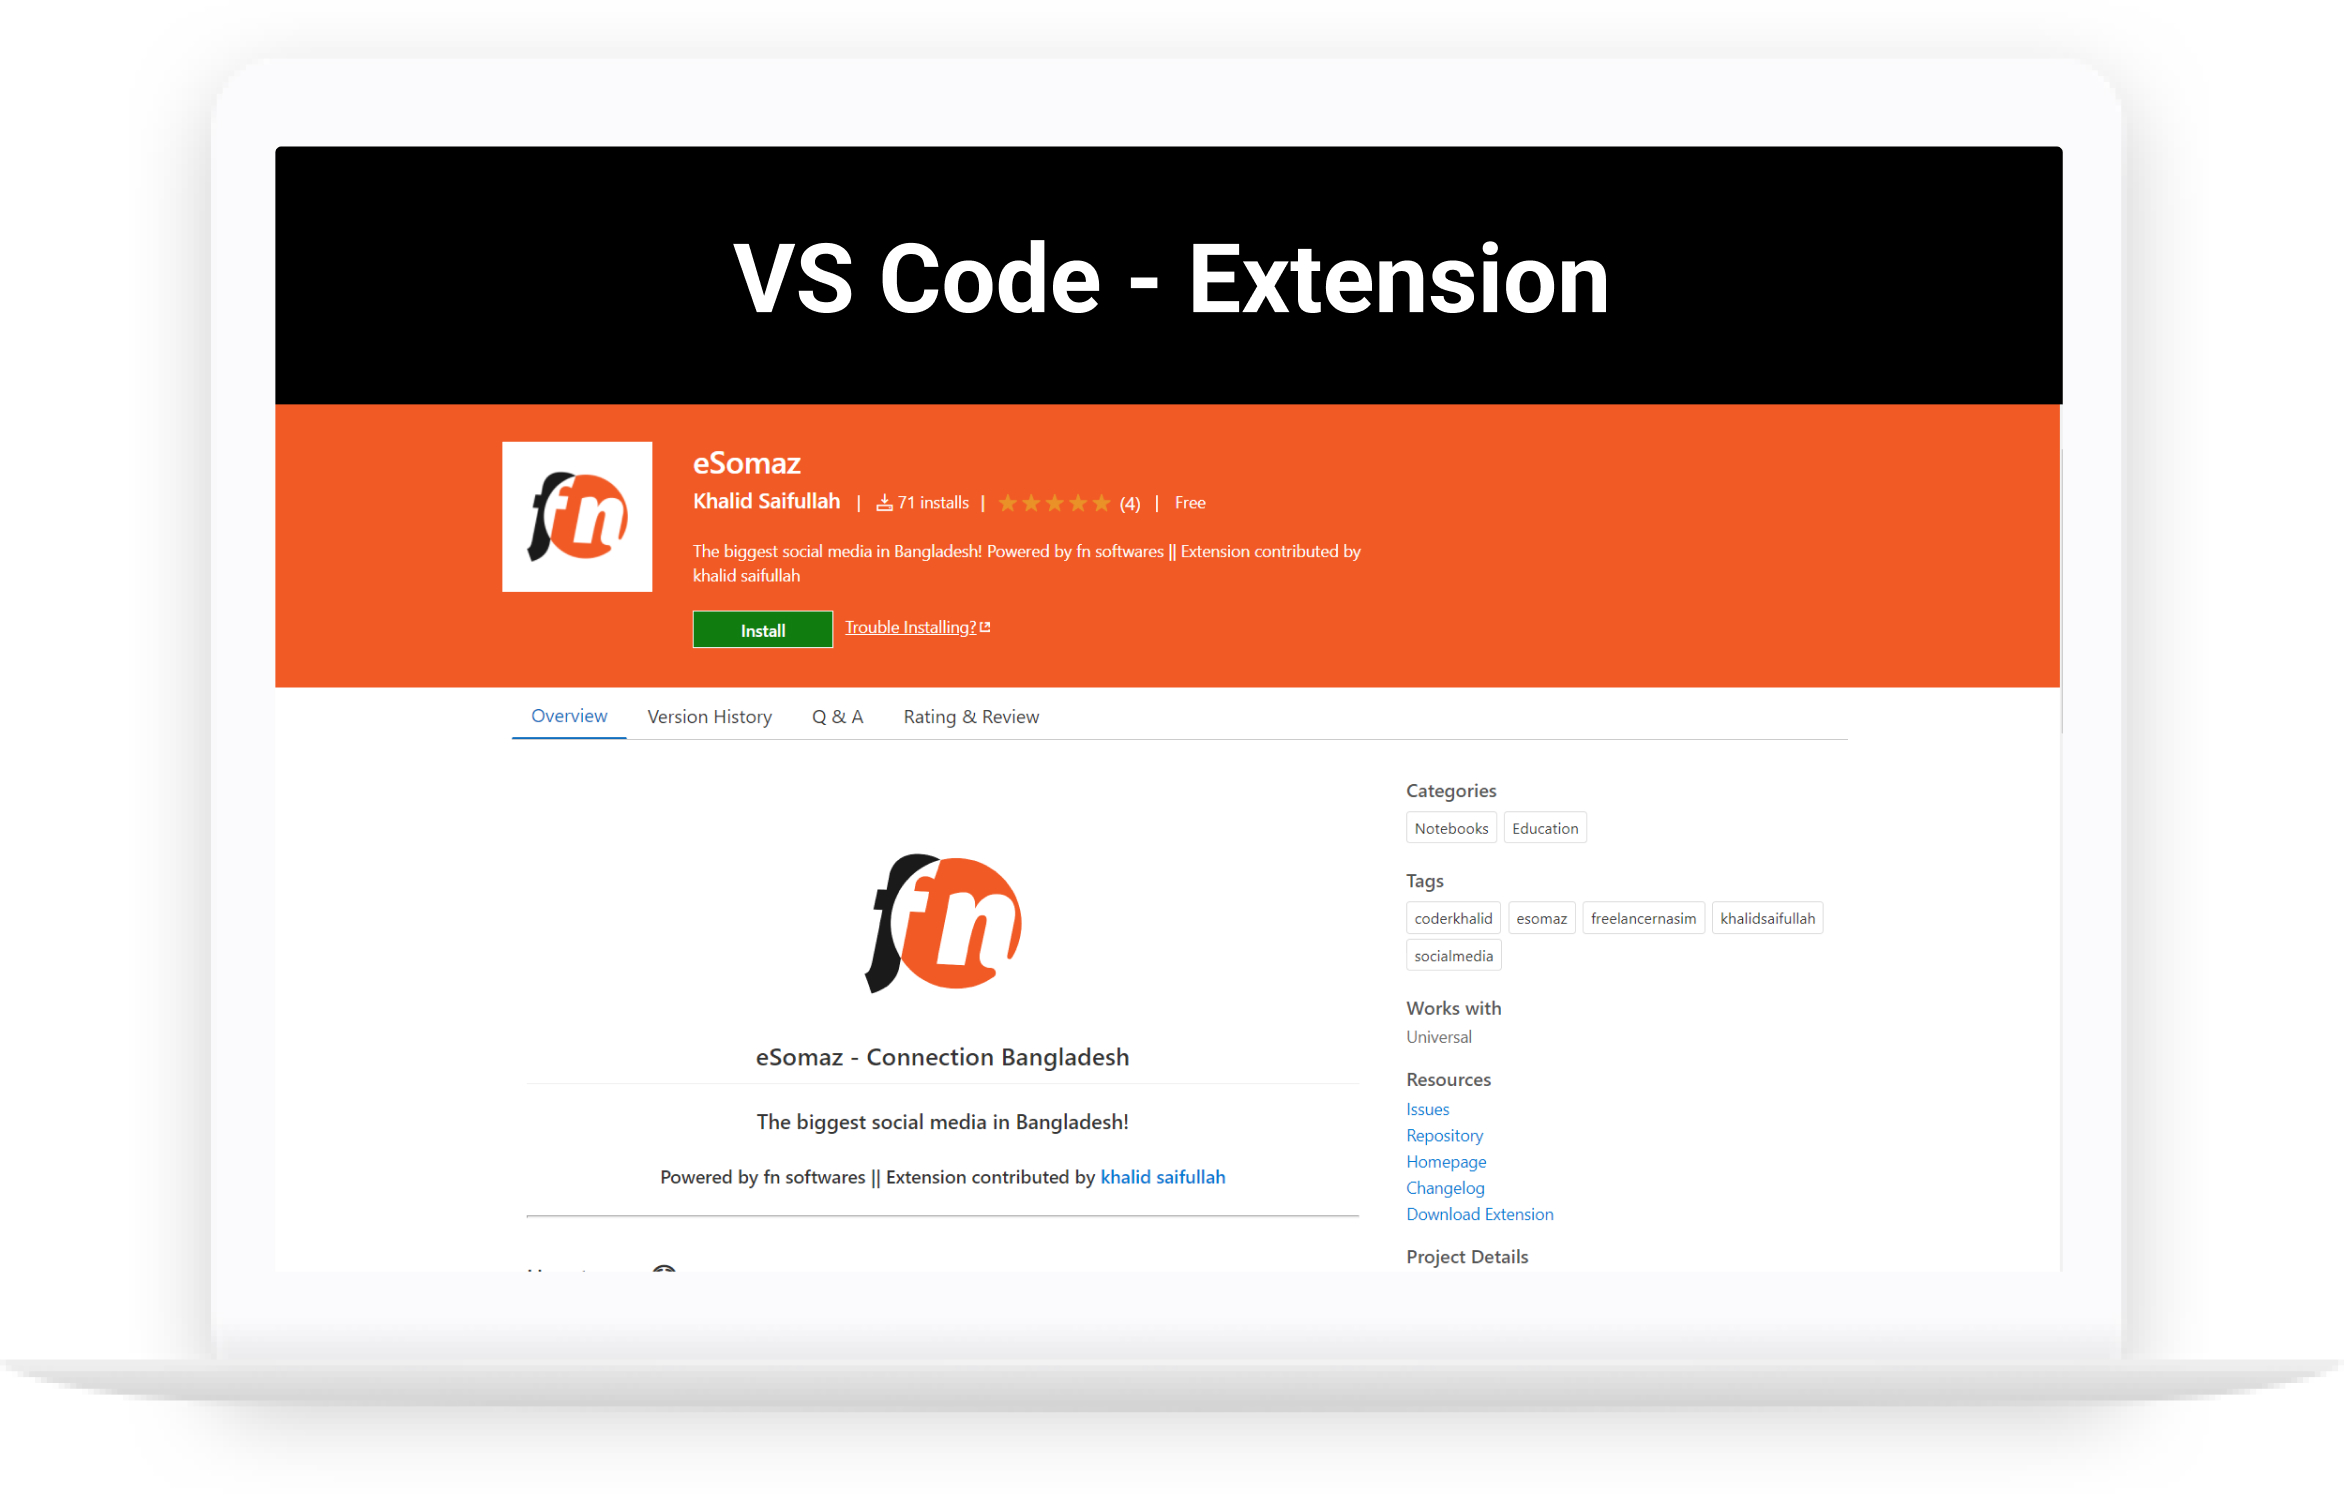 VS Code - Extension
fn
eSomaz
Khalid Saifullah | 71 installs | (4) | Free
The biggest social media in Bangladesh! Powered by fn softwares || Extension contributed by
khalid saifullah
Install Trouble Installing?
Overview Version History Q & A Rating & Review
fn
eSomaz - Connection Bangladesh
The biggest social media in Bangladesh!
Powered by fn softwares || Extension contributed by khalid saifullah
Categories
Notebooks Education
Tags
coderkhalid esomaz freelancernasim khalidsaifullah
socialmedia
Works with
Universal
Resources
Issues
Repository
Homepage
Changelog
Download Extension
Project Details